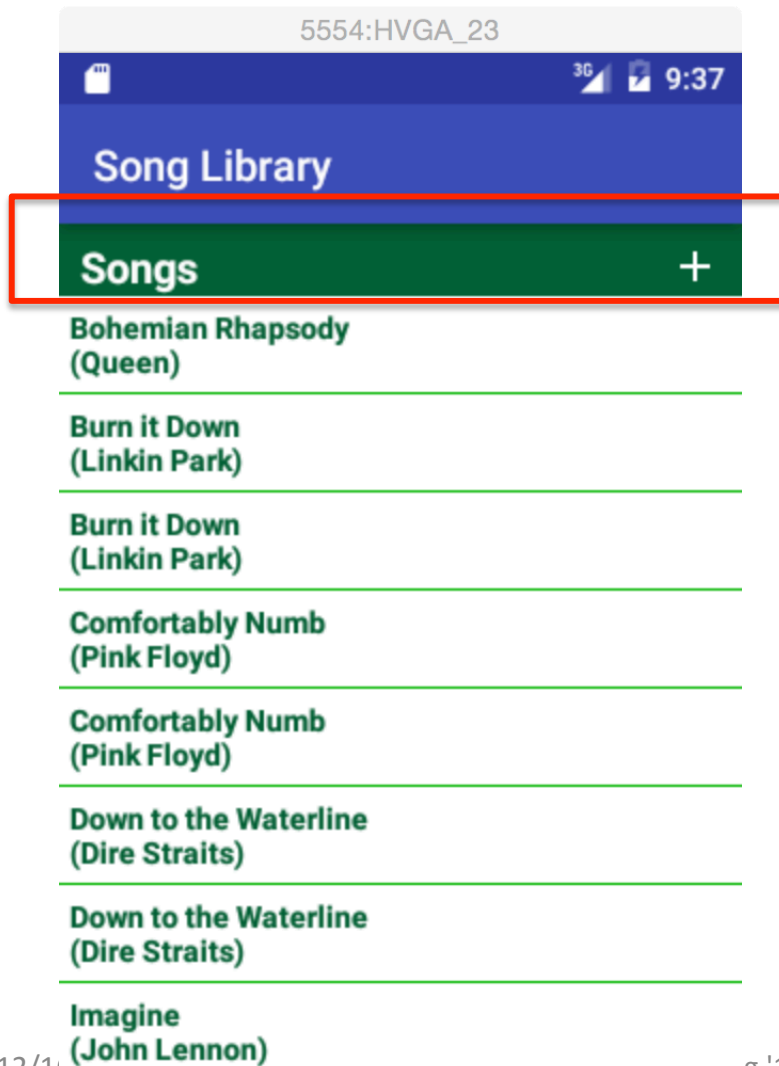 5554:HVGA_23
3G 9:37
Song Library
Songs +
Bohemian Rhapsody
(Queen)
Burn it Down
(Linkin Park)
Burn it Down
(Linkin Park)
Comfortably Numb
(Pink Floyd)
Comfortably Numb
(Pink Floyd)
Down to the Waterline
(Dire Straits)
Down to the Waterline
(Dire Straits)
Imagine
(John Lennon)